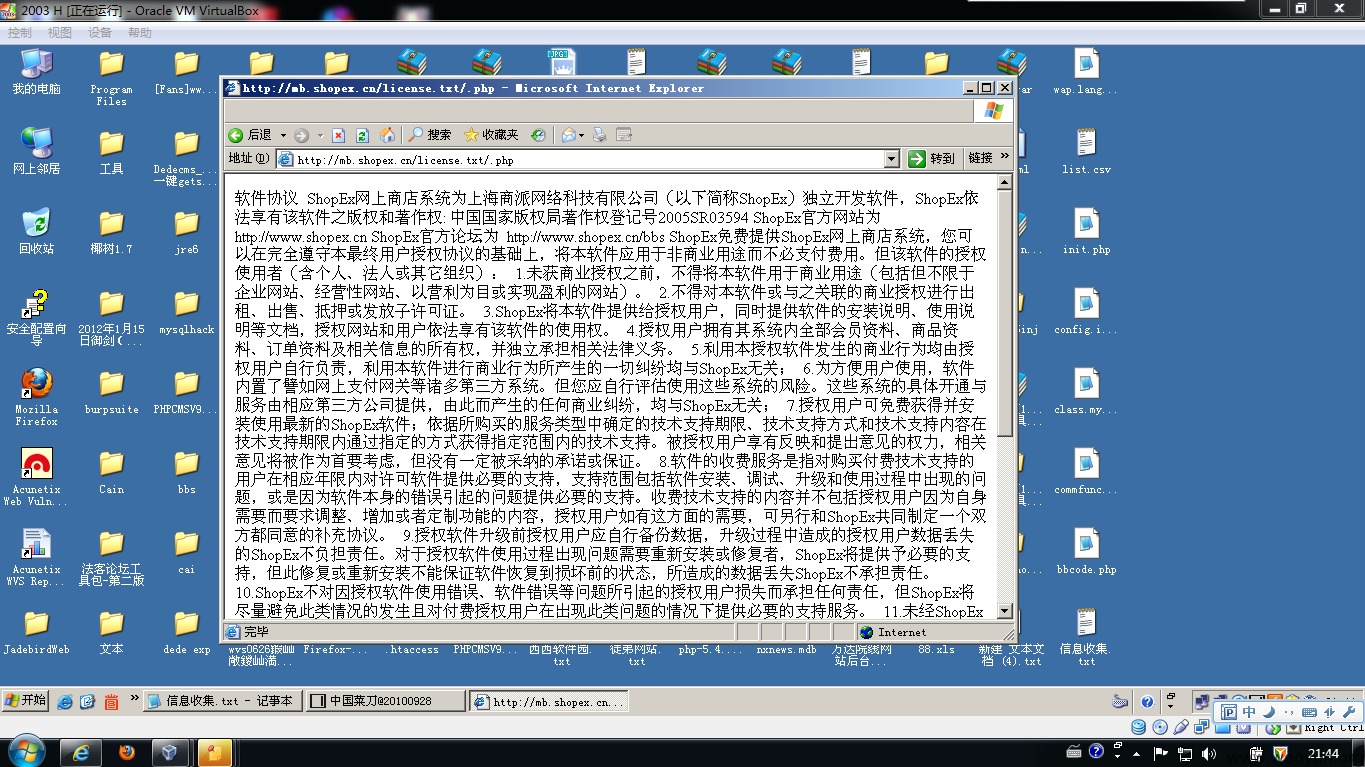 2003 H [正在运行] - Oracle VM VirtualBox
控制 视图 设备 帮助
我的电脑
Program Files
[Fans]ww...
wap.lang...
http://mb.shopex.cn/license.txt/.php - Microsoft Internet Explorer
后退 搜索 收藏夹
地址(D) http://mb.shopex.cn/license.txt/.php 转到 链接 »
软件协议 ShopEx网上商店系统为上海商派网络科技有限公司（以下简称ShopEx）独立开发软件，ShopEx依
法享有该软件之版权和著作权: 中国国家版权局著作权登记号2005SR03594 ShopEx官方网站为
http://www.shopex.cn ShopEx官方论坛为 http://www.shopex.cn/bbs ShopEx免费提供ShopEx网上商店系统，您可
以在完全遵守本最终用户授权协议的基础上，将本软件应用于非商业用途而不必支付费用。但该软件的授权
使用者（含个人、法人或其它组织）： 1.未获商业授权之前，不得将本软件用于商业用途（包括但不限于
企业网站、经营性网站、以营利为目或实现盈利的网站）。 2.不得对本软件或与之关联的商业授权进行出
租、出售、抵押或发放子许可证。 3.ShopEx将本软件提供给授权用户，同时提供软件的安装说明、使用说
明等文档，授权网站和用户依法享有该软件的使用权。 4.授权用户拥有其系统内全部会员资料、商品资
料、订单资料及相关信息的所有权，并独立承担相关法律义务。 5.利用本授权软件发生的商业行为均由授
权用户自行负责，利用本软件进行商业行为所产生的一切纠纷均与ShopEx无关； 6.为方便用户使用，软件
内置了譬如网上支付网关等诸多第三方系统。但您应自行评估使用这些系统的风险。这些系统的具体开通与
服务由相应第三方公司提供，由此而产生的任何商业纠纷，均与ShopEx无关； 7.授权用户可免费获得并安
装使用最新的ShopEx软件；依据所购买的服务类型中确定的技术支持期限、技术支持方式和技术支持内容在
技术支持期限内通过指定的方式获得指定范围内的技术支持。被授权用户享有反映和提出意见的权力，相关
意见将被作为首要考虑，但没有一定被采纳的承诺或保证。 8.软件的收费服务是指对购买付费技术支持的
用户在相应年限内对许可软件提供必要的支持，支持范围包括软件安装、调试、升级和使用过程中出现的问
题，或是因为软件本身的错误引起的问题提供必要的支持。收费技术支持的内容并不包括授权用户因为自身
需要而要求调整、增加或者定制功能的内容，授权用户如有这方面的需要，可另行和ShopEx共同制定一个双
方都同意的补充协议。 9.授权软件升级前授权用户应自行备份数据，升级过程中造成的授权用户数据丢失
的ShopEx不负担责任。对于授权软件使用过程出现问题需要重新安装或修复者，ShopEx将提供予必要的支
持，但此修复或重新安装不能保证软件恢复到损坏前的状态，所造成的数据丢失ShopEx不承担责任。
10.ShopEx不对因授权软件使用错误、软件错误等问题所引起的授权用户损失而承担任何责任，但ShopEx将
尽量避免此类情况的发生且对付费授权用户在出现此类问题的情况下提供必要的支持服务。 11.未经ShopEx
完毕 Internet
网上邻居
工具
Dedecms_...
一键gets...
list.csv
回收站
椰树1.7
jre6
init.php
安全配置向导
2012年1月15
日御剑(...
mysqlhack
config.i...
Mozilla
Firefox
burpsuite
PHPCMSV9...
class.my...
Acunetix
Web Vuln...
Cain
bbs
commfunc...
Acunetix
WVS Rep...
法客论坛工
具包-第二版
cai
bbcode.php
JadebirdWeb
文本
dede exp
Firefox-...
.htaccess
PHPCMSV9...
西西软件园.
txt
徒弟网站.
txt
php-5.4...
nxnews.mdb
万达院线网
站后台...
88.xls
新建 文本文
档 (4).txt
信息收集.
txt
开始
信息收集.txt - 记事本
中国菜刀@20100928
http://mb.shopex.cn...
中
Right Ctrl
21:44